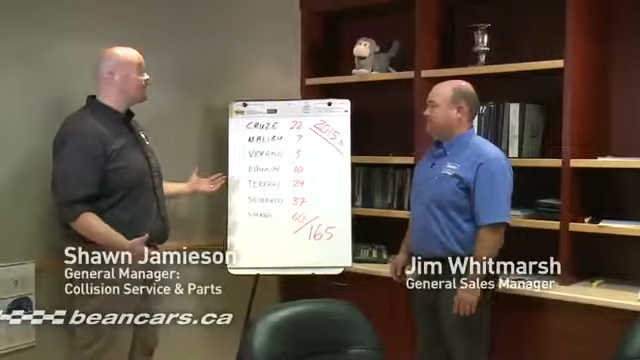 CRUZE 22 2015s
MALIBU 7
VERANO 5
EQUINOX 10
TERRAIN 24
SILVERADO 37
SIERRA 60/165
Shawn Jamieson
General Manager:
Collision Service & Parts
Jim Whitmarsh
General Sales Manager
beancars.ca